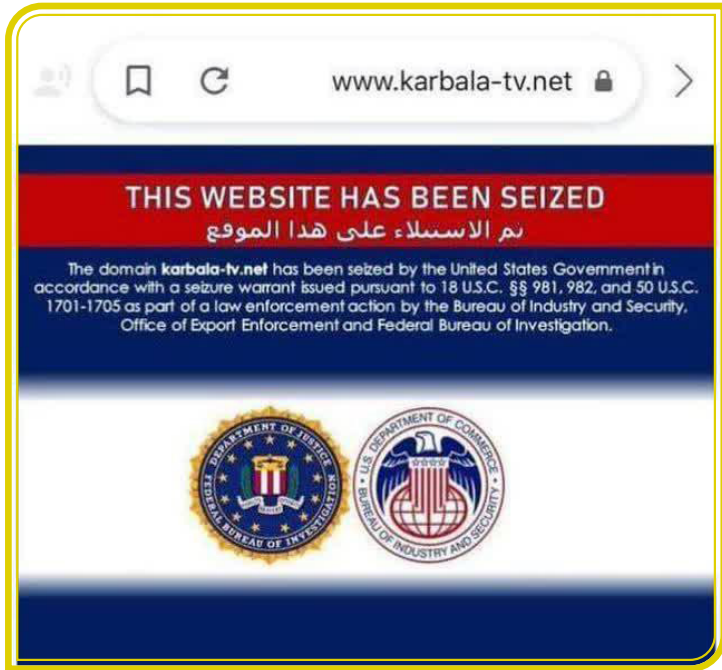 www.karbala-tv.net
THIS WEBSITE HAS BEEN SEIZED
تم الاستيلاء على هذا الموقع
The domain karbala-tv.net has been seized by the United States Government in
accordance with a seizure warrant issued pursuant to 18 U.S.C. §§ 981, 982, and 50 U.S.C.
1701-1705 as part of a law enforcement action by the Bureau of Industry and Security,
Office of Export Enforcement and Federal Bureau of Investigation.
DEPARTMENT OF JUSTICE
FEDERAL BUREAU OF INVESTIGATION
U.S. DEPARTMENT OF COMMERCE
BUREAU OF INDUSTRY AND SECURITY